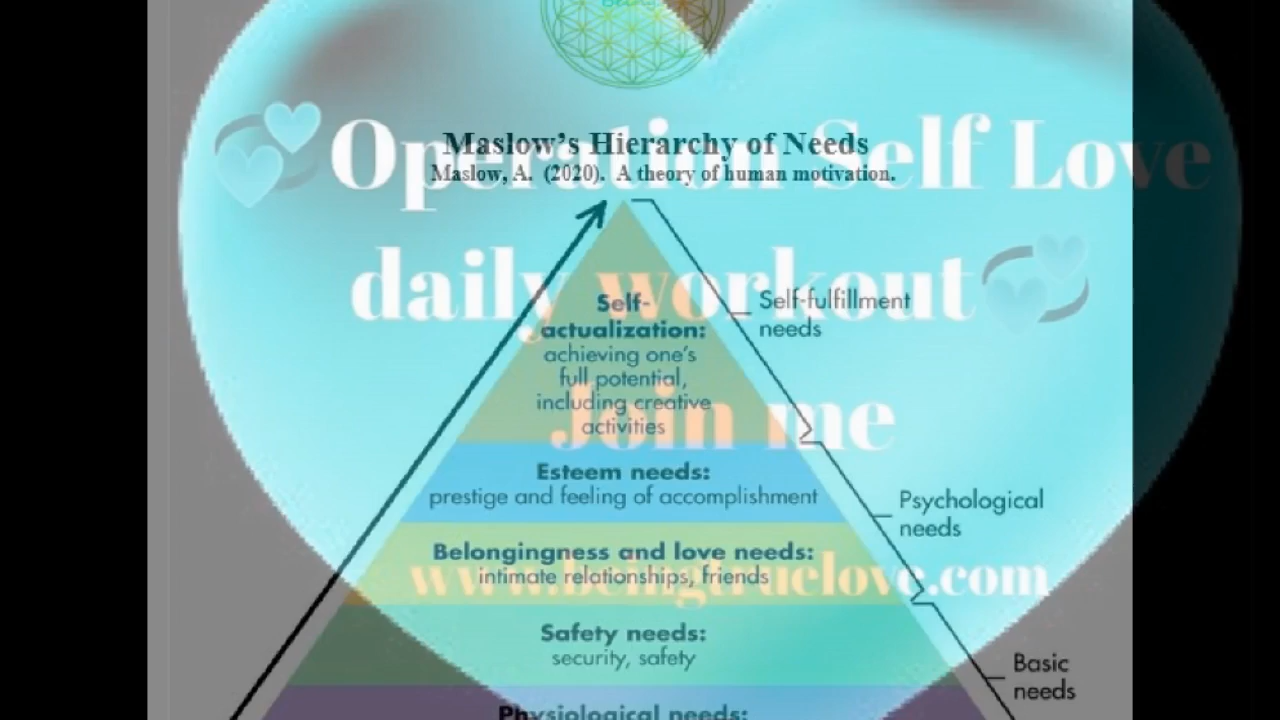 Maslow's Hierarchy of Needs
Maslow, A. (2020). A theory of human motivation.
Operation Self Love
daily workout
Join me
www.beingtruelove.com
Self-
actualization:
achieving one's
full potential,
including creative
activities
Self-fulfillment
needs
Esteem needs:
prestige and feeling of accomplishment
Psychological
needs
Belongingness and love needs:
intimate relationships, friends
Safety needs:
security, safety
Basic
needs
Physiological needs: